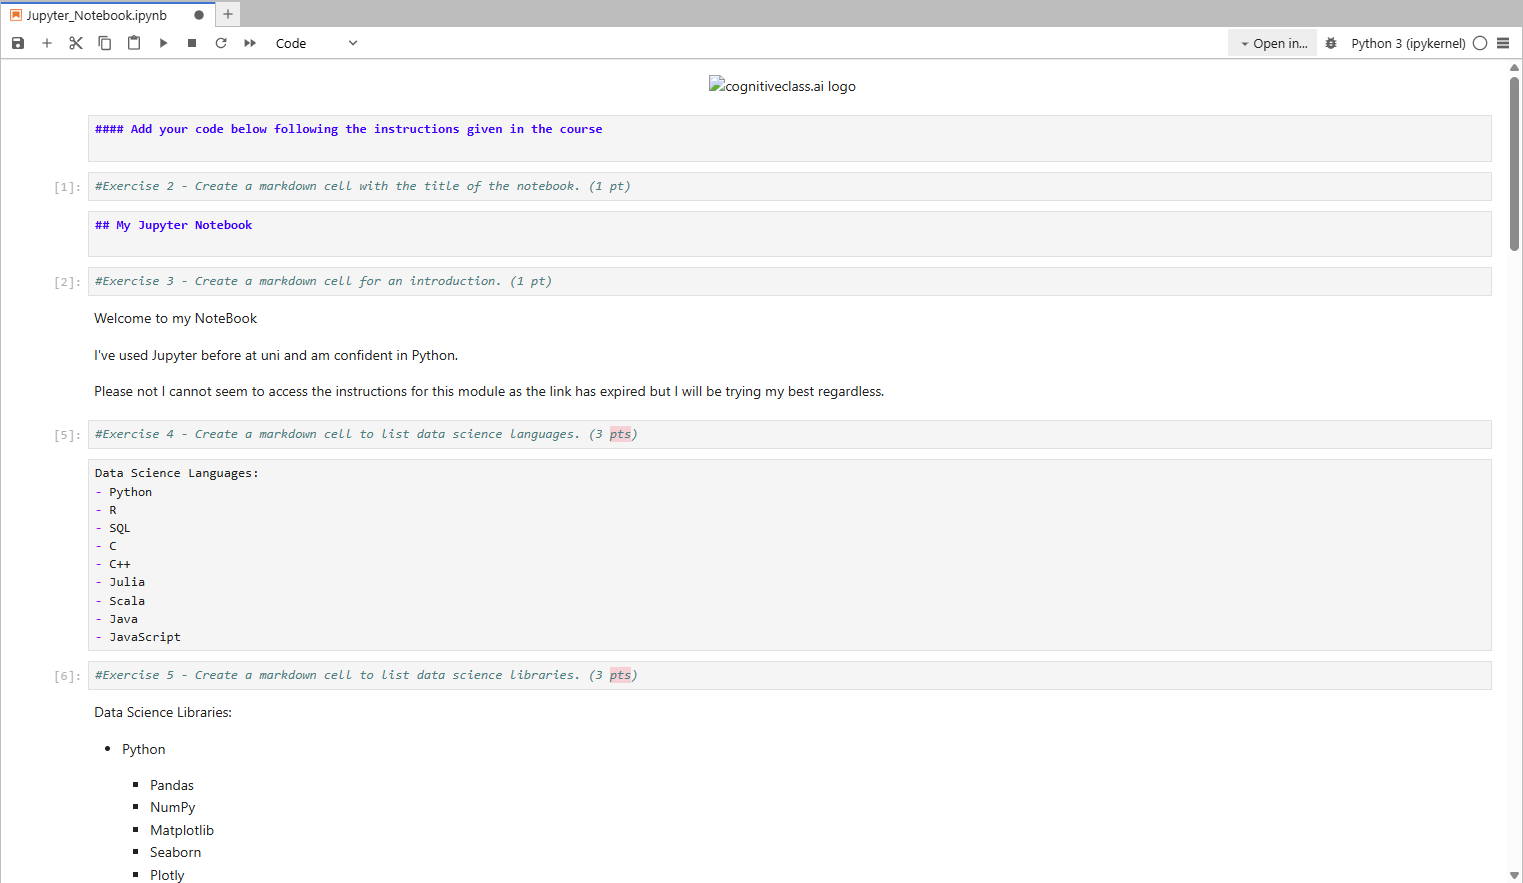 Jupyter_Notebook.ipynb
Code
Open in...
Python 3 (ipykernel)
cognitiveclass.ai logo
#### Add your code below following the instructions given in the course
[1]: #Exercise 2 - Create a markdown cell with the title of the notebook. (1 pt)
## My Jupyter Notebook
[2]: #Exercise 3 - Create a markdown cell for an introduction. (1 pt)
Welcome to my NoteBook
I've used Jupyter before at uni and am confident in Python.
Please not I cannot seem to access the instructions for this module as the link has expired but I will be trying my best regardless.
[5]: #Exercise 4 - Create a markdown cell to list data science languages. (3 pts)
Data Science Languages:
- Python
- R
- SQL
- C
- C++
- Julia
- Scala
- Java
- JavaScript
[6]: #Exercise 5 - Create a markdown cell to list data science libraries. (3 pts)
Data Science Libraries:
• Python
▪ Pandas
▪ NumPy
▪ Matplotlib
▪ Seaborn
▪ Plotly